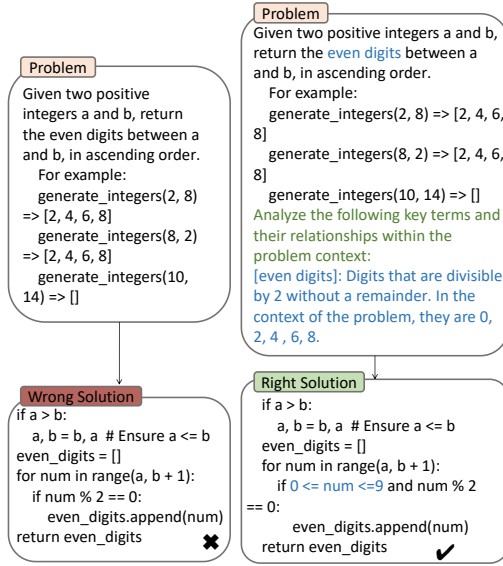 Problem
Given two positive
integers a and b, return
the even digits between a
and b, in ascending order.
For example:
generate_integers(2, 8)
=> [2, 4, 6, 8]
generate_integers(8, 2)
=> [2, 4, 6, 8]
generate_integers(10,
14) => []
Wrong Solution
if a > b:
a, b = b, a  # Ensure a <= b
even_digits = []
for num in range(a, b + 1):
if num % 2 == 0:
even_digits.append(num)
return even_digits
Problem
Given two positive integers a and b,
return the even digits between a
and b, in ascending order.
For example:
generate_integers(2, 8) => [2, 4, 6,
8]
generate_integers(8, 2) => [2, 4, 6,
8]
generate_integers(10, 14) => []
Analyze the following key terms and
their relationships within the
problem context:
[even digits]: Digits that are divisible
by 2 without a remainder. In the
context of the problem, they are 0,
2, 4 , 6, 8.
Right Solution
if a > b:
a, b = b, a  # Ensure a <= b
even_digits = []
for num in range(a, b + 1):
if 0 <= num <=9 and num % 2
== 0:
even_digits.append(num)
return even_digits